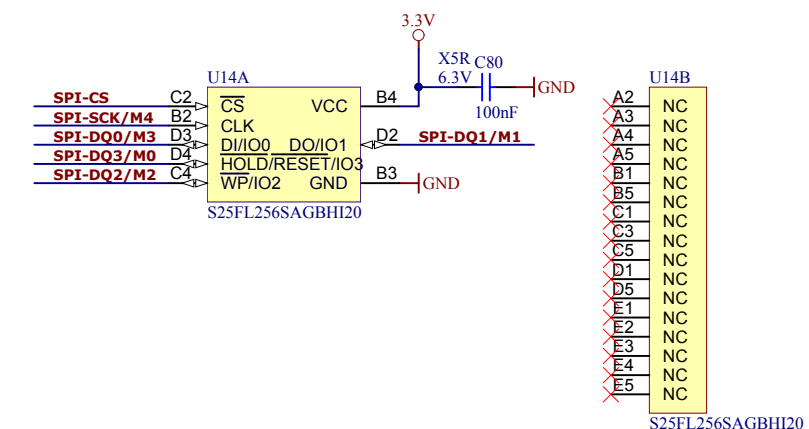 3.3V
X5R C80
6.3V
GND
100nF
U14A
SPI-CS C2 CS VCC B4
SPI-SCK/M4 B2 CLK
SPI-DQ0/M3 D3 DI/IO0 DO/IO1 D2 SPI-DQ1/M1
SPI-DQ3/M0 D4 HOLD/RESET/IO3
SPI-DQ2/M2 C4 WP/IO2 GND B3 GND
S25FL256SAGBHI20
U14B
A2 NC
A3 NC
A4 NC
A5 NC
B1 NC
B5 NC
C1 NC
C3 NC
C5 NC
D1 NC
D5 NC
E1 NC
E2 NC
E3 NC
E4 NC
E5 NC
S25FL256SAGBHI20